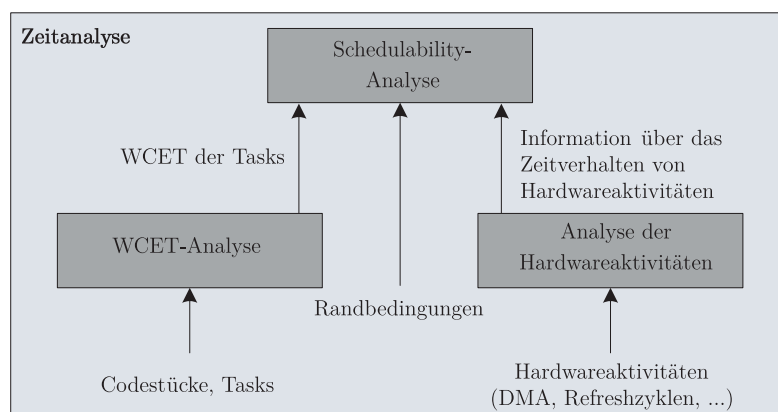 Zeitanalyse
Schedulability-
Analyse
WCET der Tasks
Information über das
Zeitverhalten von
Hardwareaktivitäten
WCET-Analyse
Analyse der
Hardwareaktivitäten
Randbedingungen
Codestücke, Tasks
Hardwareaktivitäten
(DMA, Refreshzyklen, ...)